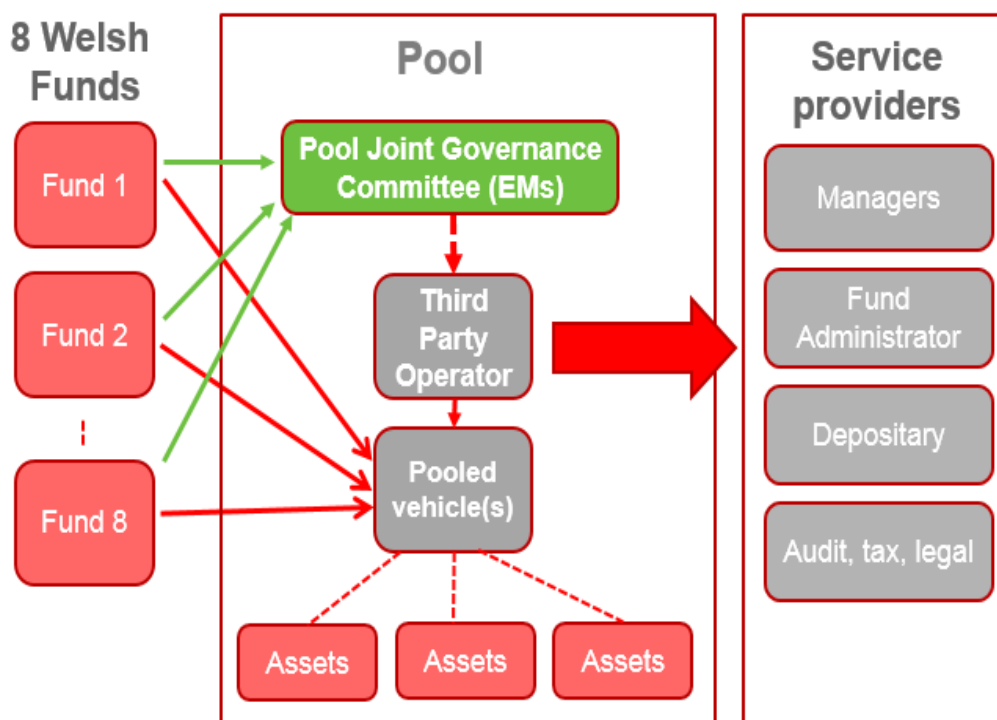 8 Welsh
Funds
Fund 1
Fund 2
Fund 8
Pool
Pool Joint Governance
Committee (EMs)
Third
Party
Operator
Pooled
vehicle(s)
Assets
Assets
Assets
Service
providers
Managers
Fund
Administrator
Depositary
Audit, tax, legal